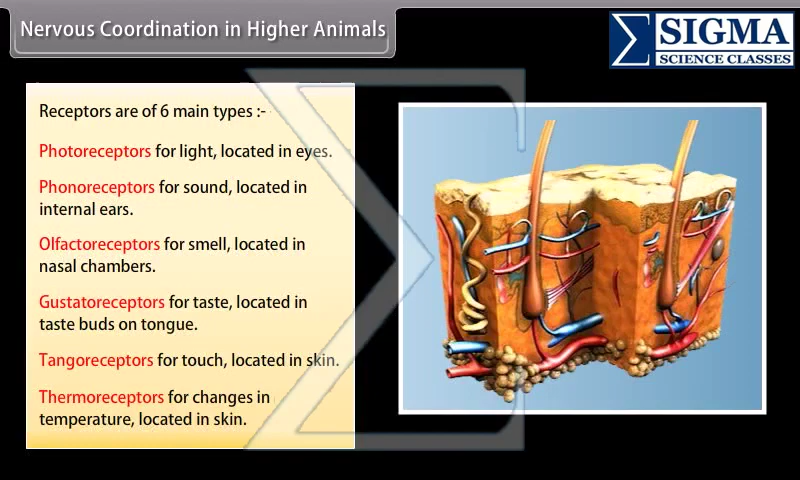 Nervous Coordination in Higher Animals
SIGMA
SCIENCE CLASSES
Receptors are of 6 main types :-
Photoreceptors for light, located in eyes.
Phonoreceptors for sound, located in
internal ears.
Olfactoreceptors for smell, located in
nasal chambers.
Gustatoreceptors for taste, located in
taste buds on tongue.
Tangoreceptors for touch, located in skin.
Thermoreceptors for changes in
temperature, located in skin.